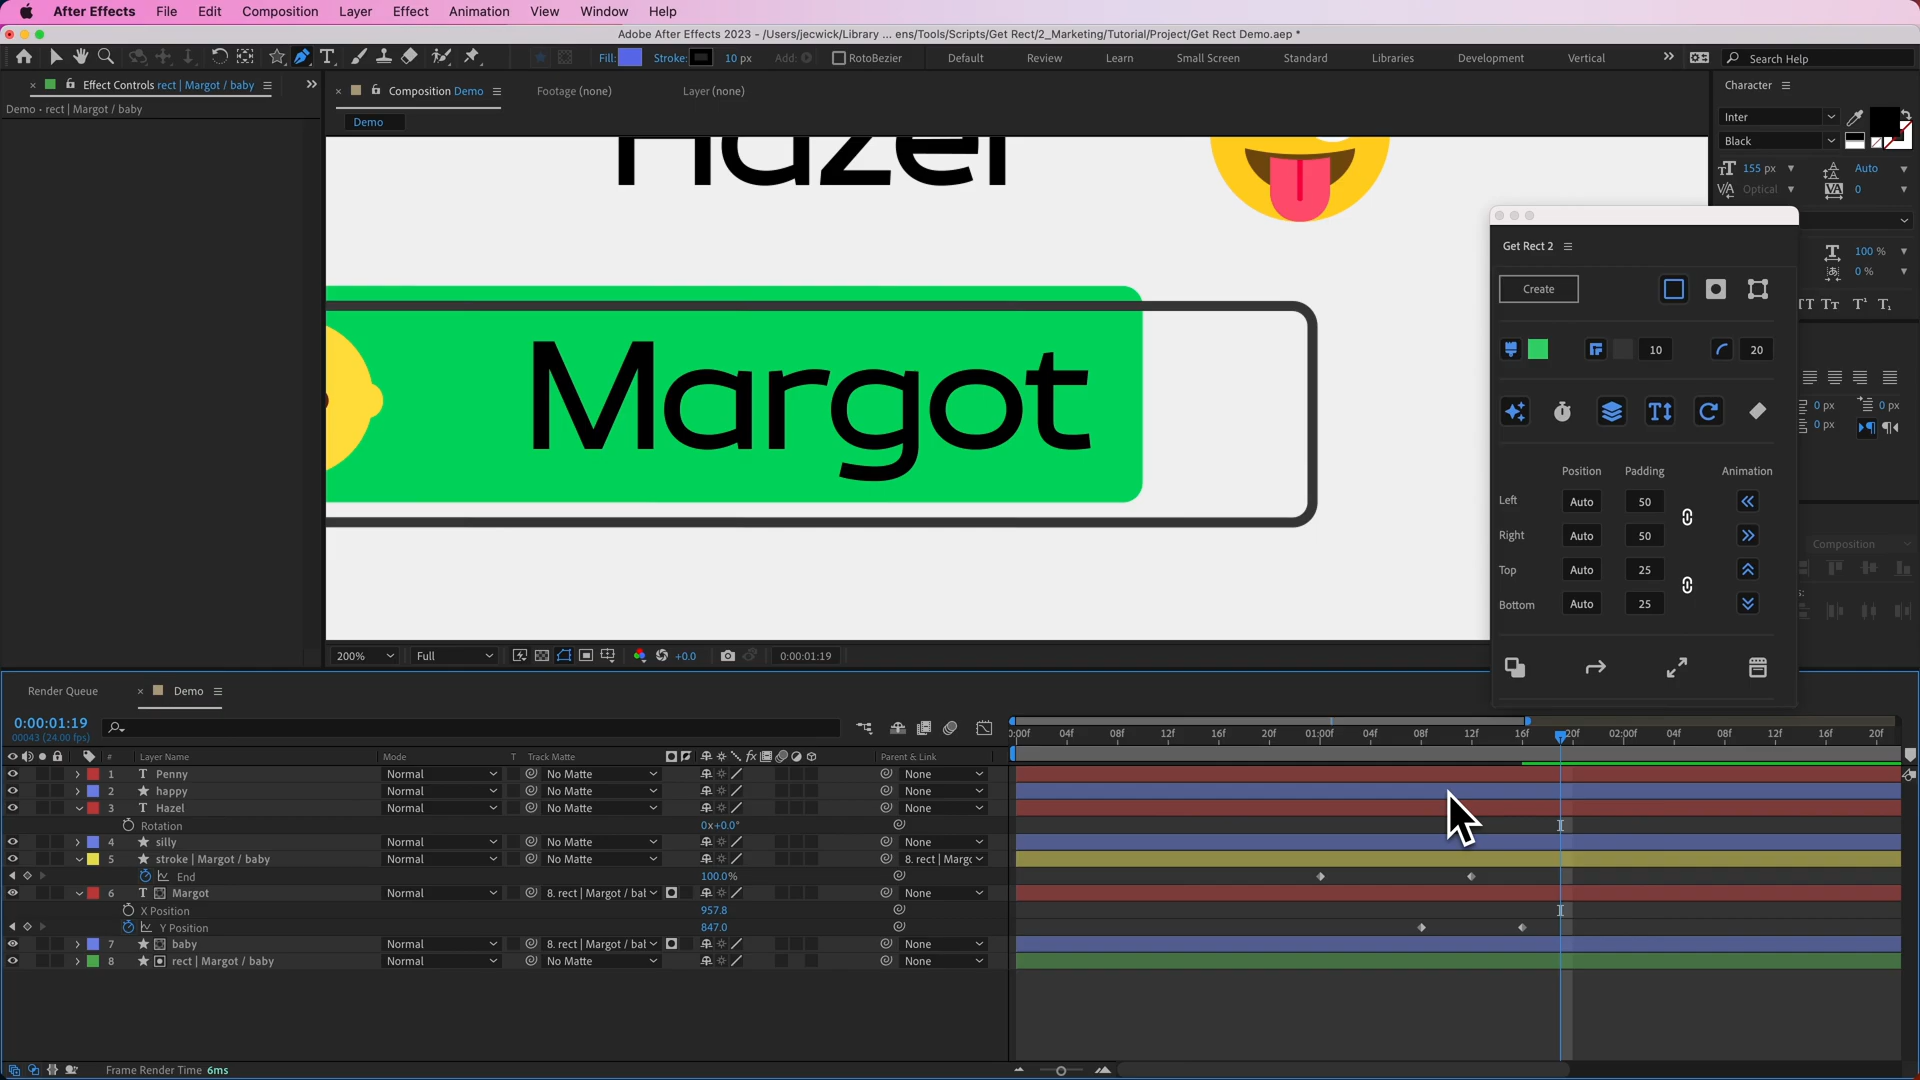 After Effects File Edit Composition Layer Effect Animation View Window Help
Adobe After Effects 2023 - /Users/jecwick/Library ... ens/Tools/Scripts/Get Rect/2_Marketing/Tutorial/Project/Get Rect Demo.aep *
Fill: Stroke: 10 px Add: RotoBezier Default Review Learn Small Screen Standard Libraries Development Vertical Search Help
Effect Controls rect | Margot / baby
Demo • rect | Margot / baby
Composition Demo Footage (none) Layer (none)
Demo
Character
Inter
Black
155 px Auto
Optical 0
100 %
0 %
Hazel
Margot
Get Rect 2
Create
10 20
Position Padding Animation
Left Auto 50
Right Auto 50
Top Auto 25
Bottom Auto 25
0 px 0 px
0 px
Composition
200% Full +0.0 0:00:01:19
Render Queue Demo
0:00:01:19
00043 (24.00 fps)
# Layer Name Mode T Track Matte Parent & Link
0:00f 04f 08f 12f 16f 20f 01:00f 04f 08f 12f 16f 20f 02:00f 04f 08f 12f 16f 20f
1 T Penny Normal No Matte None
2 happy Normal No Matte None
3 T Hazel Normal No Matte None
Rotation 0x+0.0°
4 silly Normal No Matte None
5 stroke | Margot / baby Normal No Matte 8. rect | Margo
End 100.0%
6 T Margot Normal 8. rect | Margot / bal None
X Position 957.8
Y Position 847.0
7 baby Normal 8. rect | Margot / bal None
8 rect | Margot / baby Normal No Matte None
Frame Render Time 6ms